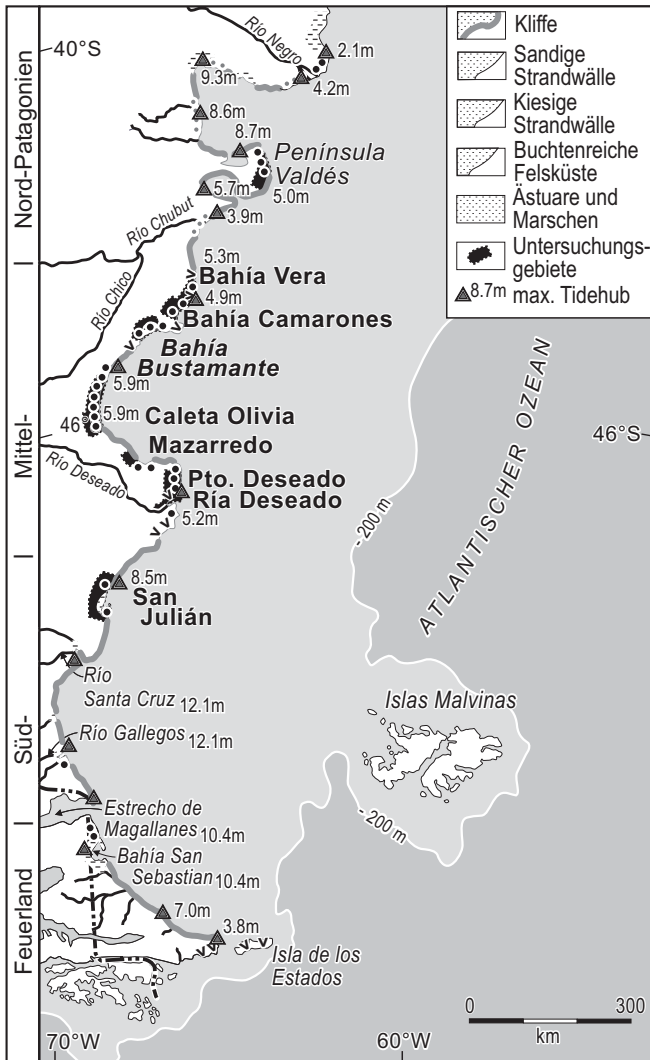 40°S
Río Negro
2.1m
9.3m
4.2m
8.6m
8.7m
Península
Valdés
5.7m
5.0m
Río Chubut
3.9m
5.3m
Bahía Vera
4.9m
Río Chico
Bahía Camarones
Bahía
Bustamante
5.9m
5.9m
Caleta Olivia
46°
46°S
Mazarredo
Río Deseado
Pto. Deseado
Ría Deseado
5.2m
8.5m
San
Julián
Río
Santa Cruz 12.1m
Río Gallegos
12.1m
Estrecho de
Magallanes 10.4m
Bahía San
Sebastian 10.4m
7.0m
3.8m
Isla de los
Estados
Islas Malvinas
- 200 m
- 200 m
ATLANTISCHER OZEAN
Nord-Patagonien
Mittel-
Süd-
Feuerland
70°W
60°W
0 300
km
Kliffe
Sandige
Strandwälle
Kiesige
Strandwälle
Buchtenreiche
Felsküste
Ästuare und
Marschen
Untersuchungs-
gebiete
8.7m max. Tidehub